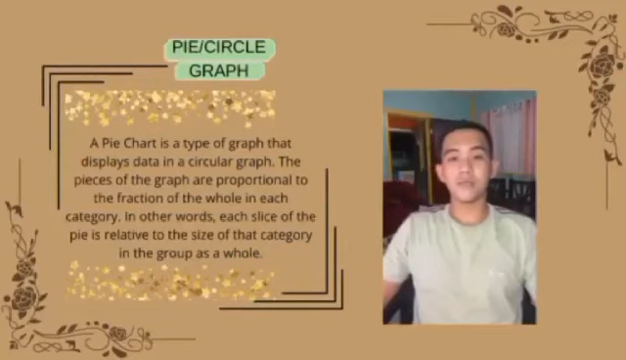 PIE/CIRCLE
GRAPH
A Pie Chart is a type of graph that
displays data in a circular graph. The
pieces of the graph are proportional to
the fraction of the whole in each
category. In other words, each slice of the
pie is relative to the size of that category
in the group as a whole.